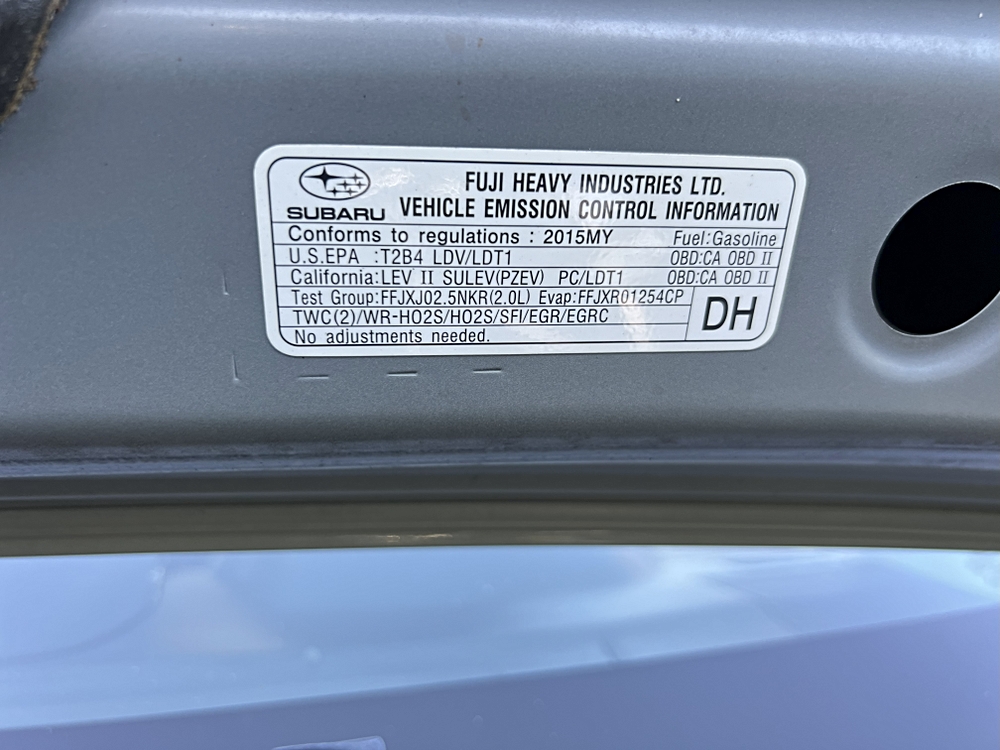 FUJI HEAVY INDUSTRIES LTD.
SUBARU VEHICLE EMISSION CONTROL INFORMATION
Conforms to regulations : 2015MY Fuel:Gasoline
U.S.EPA :T2B4 LDV/LDT1 OBD:CA OBD II
California:LEV II SULEV(PZEV) PC/LDT1 OBD:CA OBD II
Test Group:FFJXJ02.5NKR(2.0L) Evap:FFJXR01254CP
TWC(2)/WR-HO2S/HO2S/SFI/EGR/EGRC
DH
No adjustments needed.